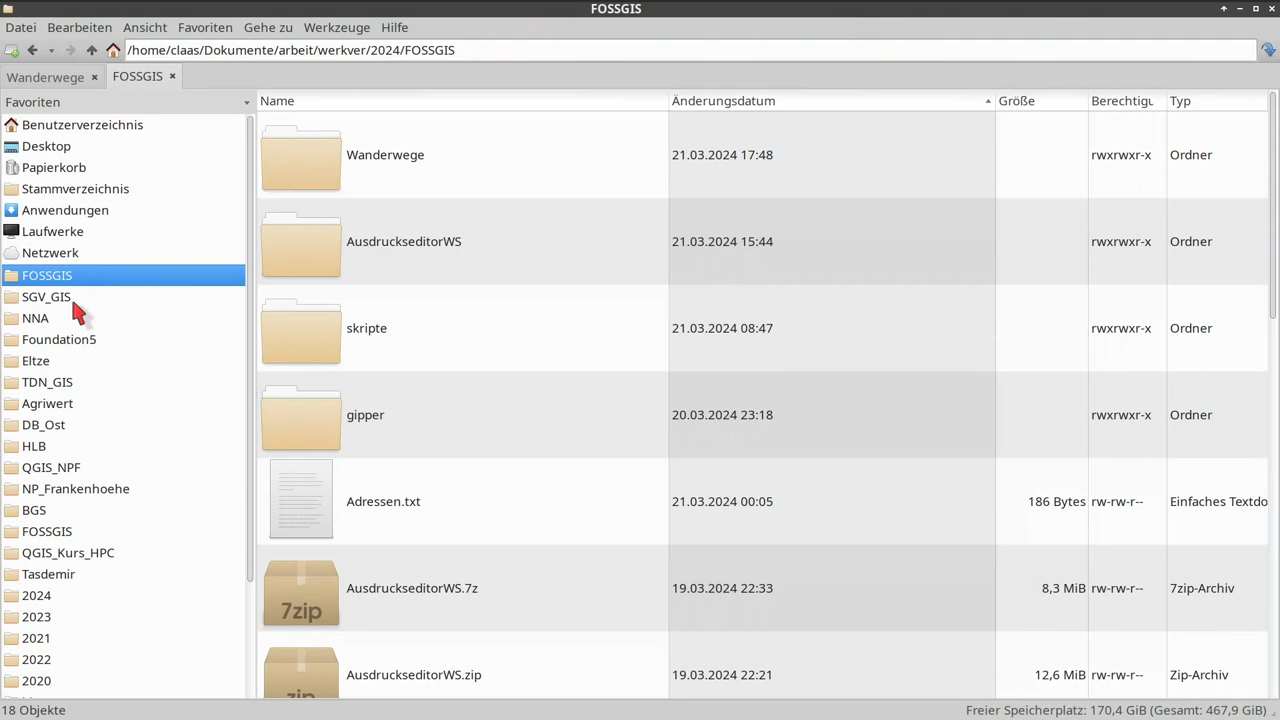 FOSSGIS
Datei Bearbeiten Ansicht Favoriten Gehe zu Werkzeuge Hilfe
/home/claas/Dokumente/arbeit/werkver/2024/FOSSGIS
Wanderwege FOSSGIS
Favoriten
Benutzerverzeichnis
Desktop
Papierkorb
Stammverzeichnis
Anwendungen
Laufwerke
Netzwerk
FOSSGIS
SGV_GIS
NNA
Foundation5
Eltze
TDN_GIS
Agriwert
DB_Ost
HLB
QGIS_NPF
NP_Frankenhoehe
BGS
FOSSGIS
QGIS_Kurs_HPC
Tasdemir
2024
2023
2021
2022
2020
Name Änderungsdatum Größe Berechtigu Typ
Wanderwege 21.03.2024 17:48 rwxrwxr-x Ordner
AusdruckseditorWS 21.03.2024 15:44 rwxrwxr-x Ordner
skripte 21.03.2024 08:47 rwxrwxr-x Ordner
gipper 20.03.2024 23:18 rwxrwxr-x Ordner
Adressen.txt 21.03.2024 00:05 186 Bytes rw-rw-r-- Einfaches Textdo
7zip
AusdruckseditorWS.7z 19.03.2024 22:33 8,3 MiB rw-rw-r-- 7zip-Archiv
zip
AusdruckseditorWS.zip 19.03.2024 22:21 12,6 MiB rw-rw-r-- Zip-Archiv
18 Objekte Freier Speicherplatz: 170,4 GiB (Gesamt: 467,9 GiB)